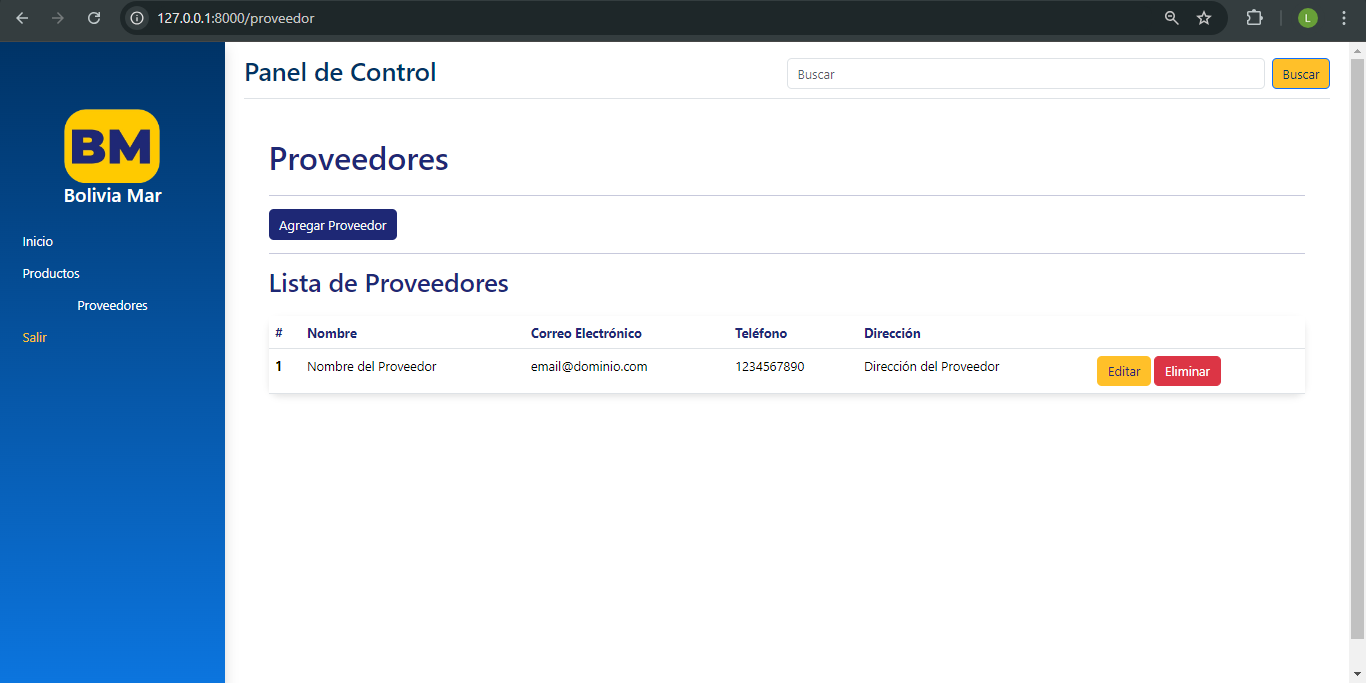 127.0.0.1:8000/proveedor
L
Panel de Control
Buscar
Buscar
BM
Bolivia Mar
Inicio
Productos
Proveedores
Salir
Proveedores
Agregar Proveedor
Lista de Proveedores
# Nombre Correo Electrónico Teléfono Dirección
1 Nombre del Proveedor email@dominio.com 1234567890 Dirección del Proveedor Editar Eliminar